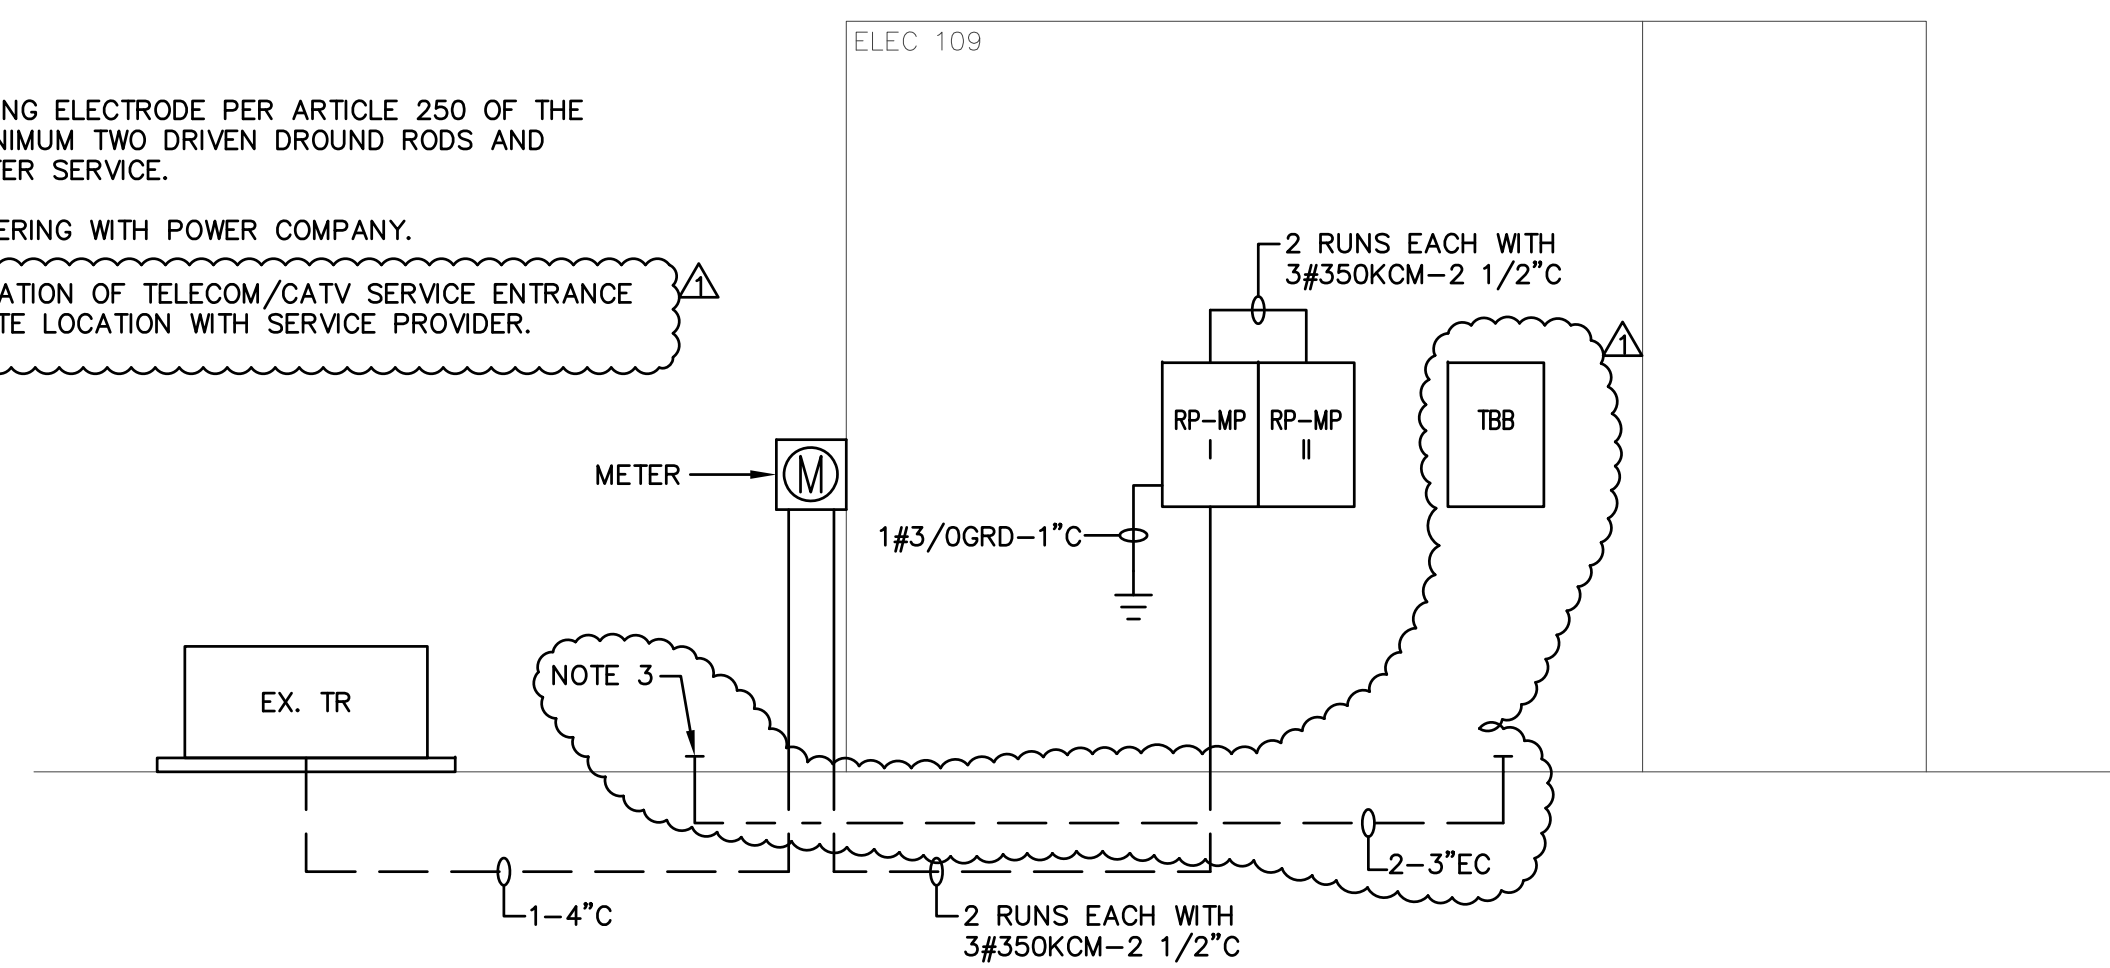 ELEC 109
NG ELECTRODE PER ARTICLE 250 OF THE
NIMUM TWO DRIVEN DROUND RODS AND
TER SERVICE.
ERING WITH POWER COMPANY.
ATION OF TELECOM/CATV SERVICE ENTRANCE
TE LOCATION WITH SERVICE PROVIDER.
1
2 RUNS EACH WITH
3#350KCM-2 1/2"C
1
RP-MP
I
RP-MP
II
TBB
METER
M
1#3/0GRD-1"C
NOTE 3
EX. TR
2-3"EC
1-4"C
2 RUNS EACH WITH
3#350KCM-2 1/2"C